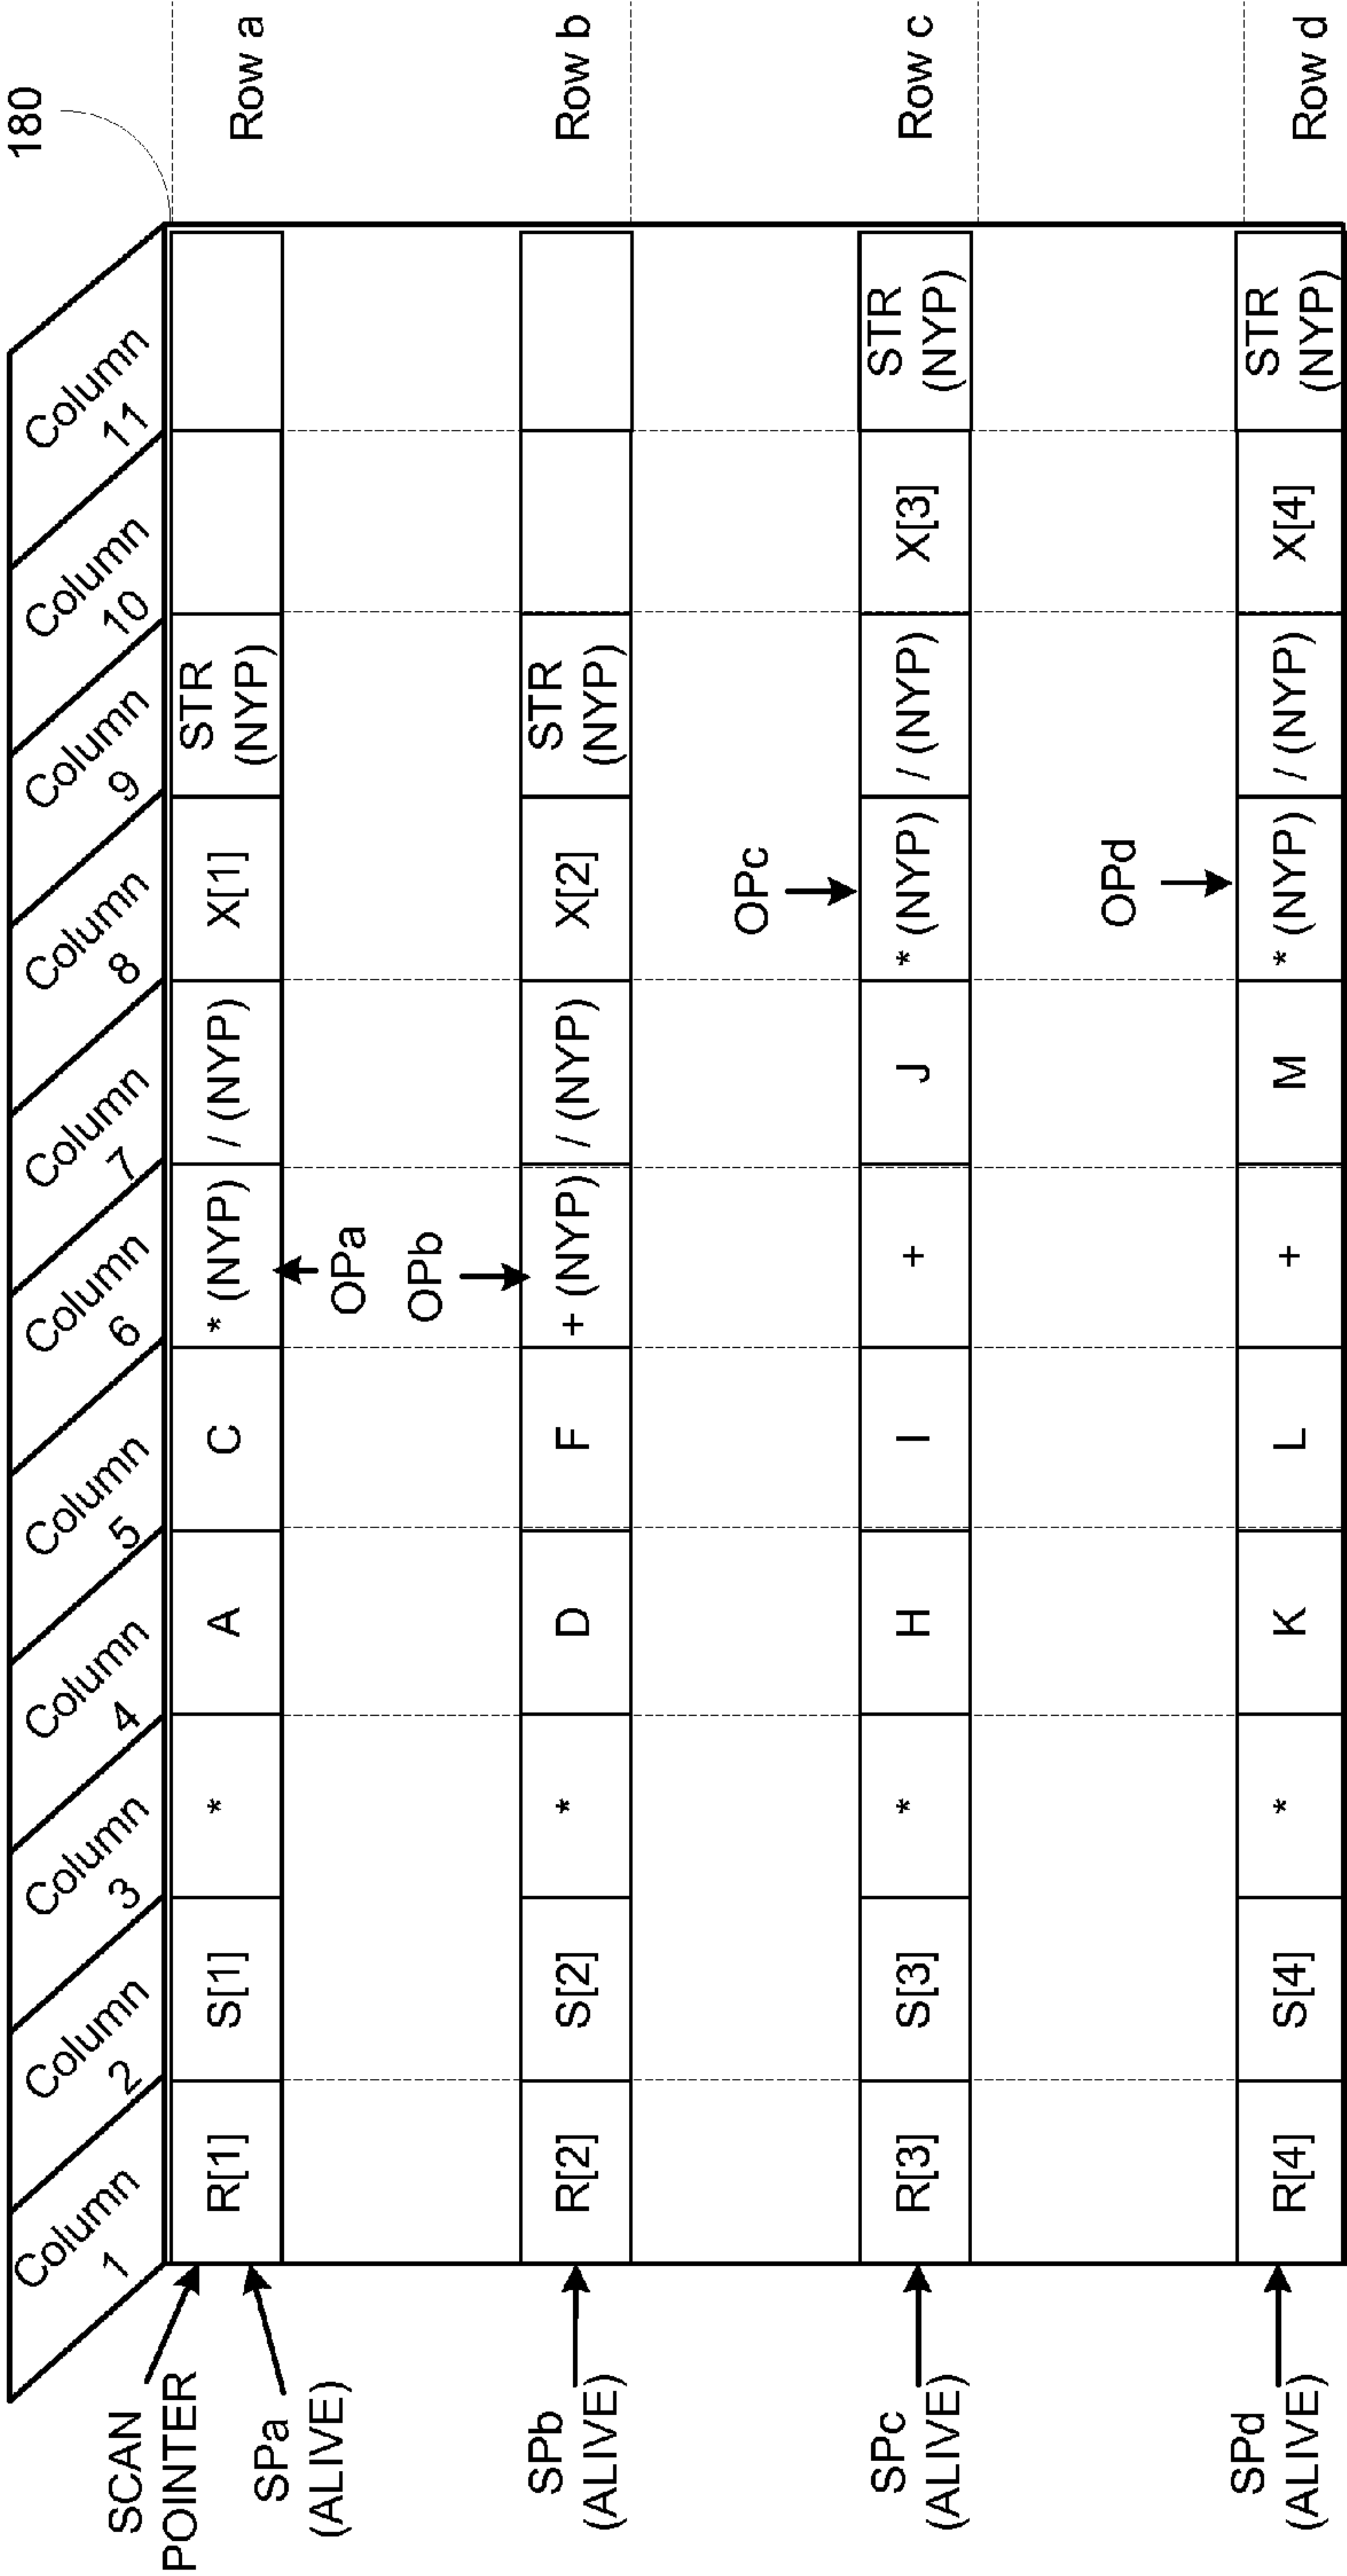 180
Column 1
Column 2
Column 3
Column 4
Column 5
Column 6
Column 7
Column 8
Column 9
Column 10
Column 11
SCAN
POINTER
SPa
(ALIVE)
R[1] S[1] * A C * (NYP) / (NYP) X[1] STR (NYP)
Row a
OPa
OPb
SPb
(ALIVE)
R[2] S[2] * D F + (NYP) / (NYP) X[2] STR (NYP)
Row b
OPc
SPc
(ALIVE)
R[3] S[3] * H I + J * (NYP) / (NYP) X[3] STR (NYP)
Row c
OPd
SPd
(ALIVE)
R[4] S[4] * K L + M * (NYP) / (NYP) X[4] STR (NYP)
Row d